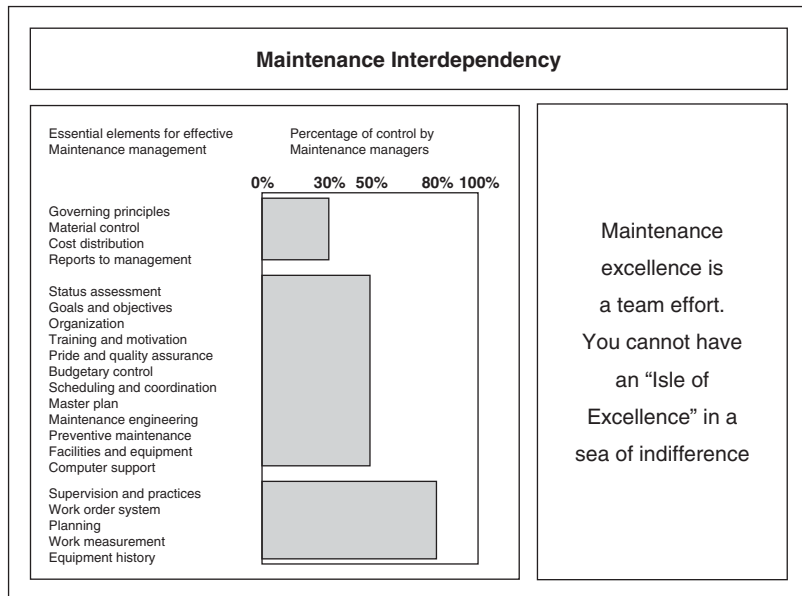 Maintenance Interdependency
Essential elements for effective
Maintenance management
Percentage of control by
Maintenance managers
0% 30% 50% 80% 100%
Governing principles
Material control
Cost distribution
Reports to management
Status assessment
Goals and objectives
Organization
Training and motivation
Pride and quality assurance
Budgetary control
Scheduling and coordination
Master plan
Maintenance engineering
Preventive maintenance
Facilities and equipment
Computer support
Supervision and practices
Work order system
Planning
Work measurement
Equipment history
Maintenance
excellence is
a team effort.
You cannot have
an “Isle of
Excellence” in a
sea of indifference